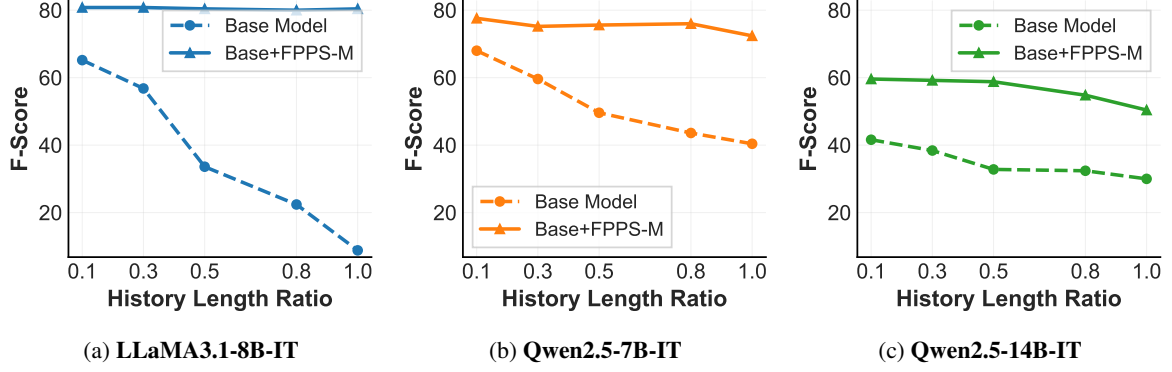 80
60
40
20
F-Score
Base Model
Base+FPPS-M
0.1 0.3 0.5 0.8 1.0
History Length Ratio
(a) LLaMA3.1-8B-IT
80
60
40
20
F-Score
Base Model
Base+FPPS-M
0.1 0.3 0.5 0.8 1.0
History Length Ratio
(b) Qwen2.5-7B-IT
80
60
40
20
F-Score
Base Model
Base+FPPS-M
0.1 0.3 0.5 0.8 1.0
History Length Ratio
(c) Qwen2.5-14B-IT